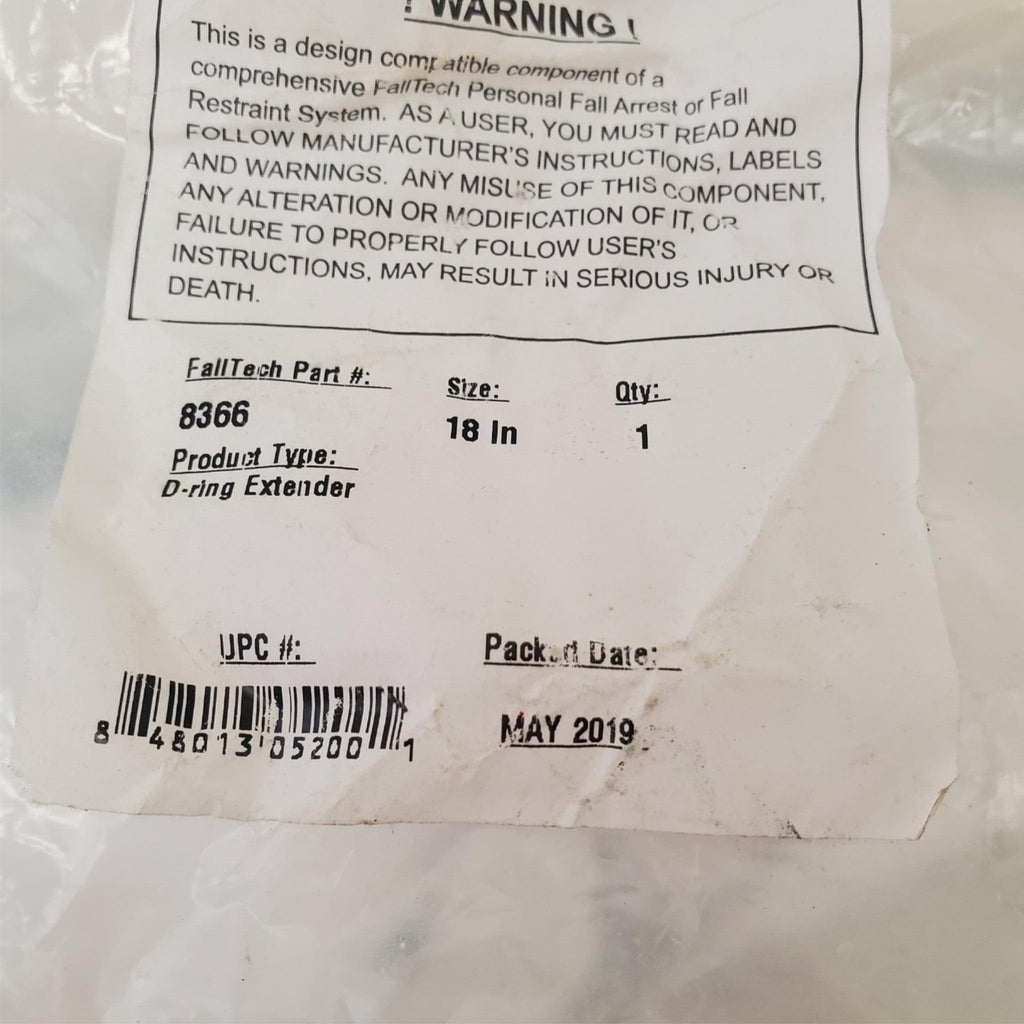 ! WARNING !
This is a design compatible component of a
comprehensive FallTech Personal Fall Arrest or Fall
Restraint System. AS A USER, YOU MUST READ AND
FOLLOW MANUFACTURER'S INSTRUCTIONS, LABELS
AND WARNINGS. ANY MISUSE OF THIS COMPONENT,
ANY ALTERATION OR MODIFICATION OF IT, OR
FAILURE TO PROPERLY FOLLOW USER'S
INSTRUCTIONS, MAY RESULT IN SERIOUS INJURY OR
DEATH.
FallTech Part #: Size: Qty:
8366 18 In 1
Product Type:
D-ring Extender
UPC #: Packed Date:
MAY 2019
8 48013 05200 1